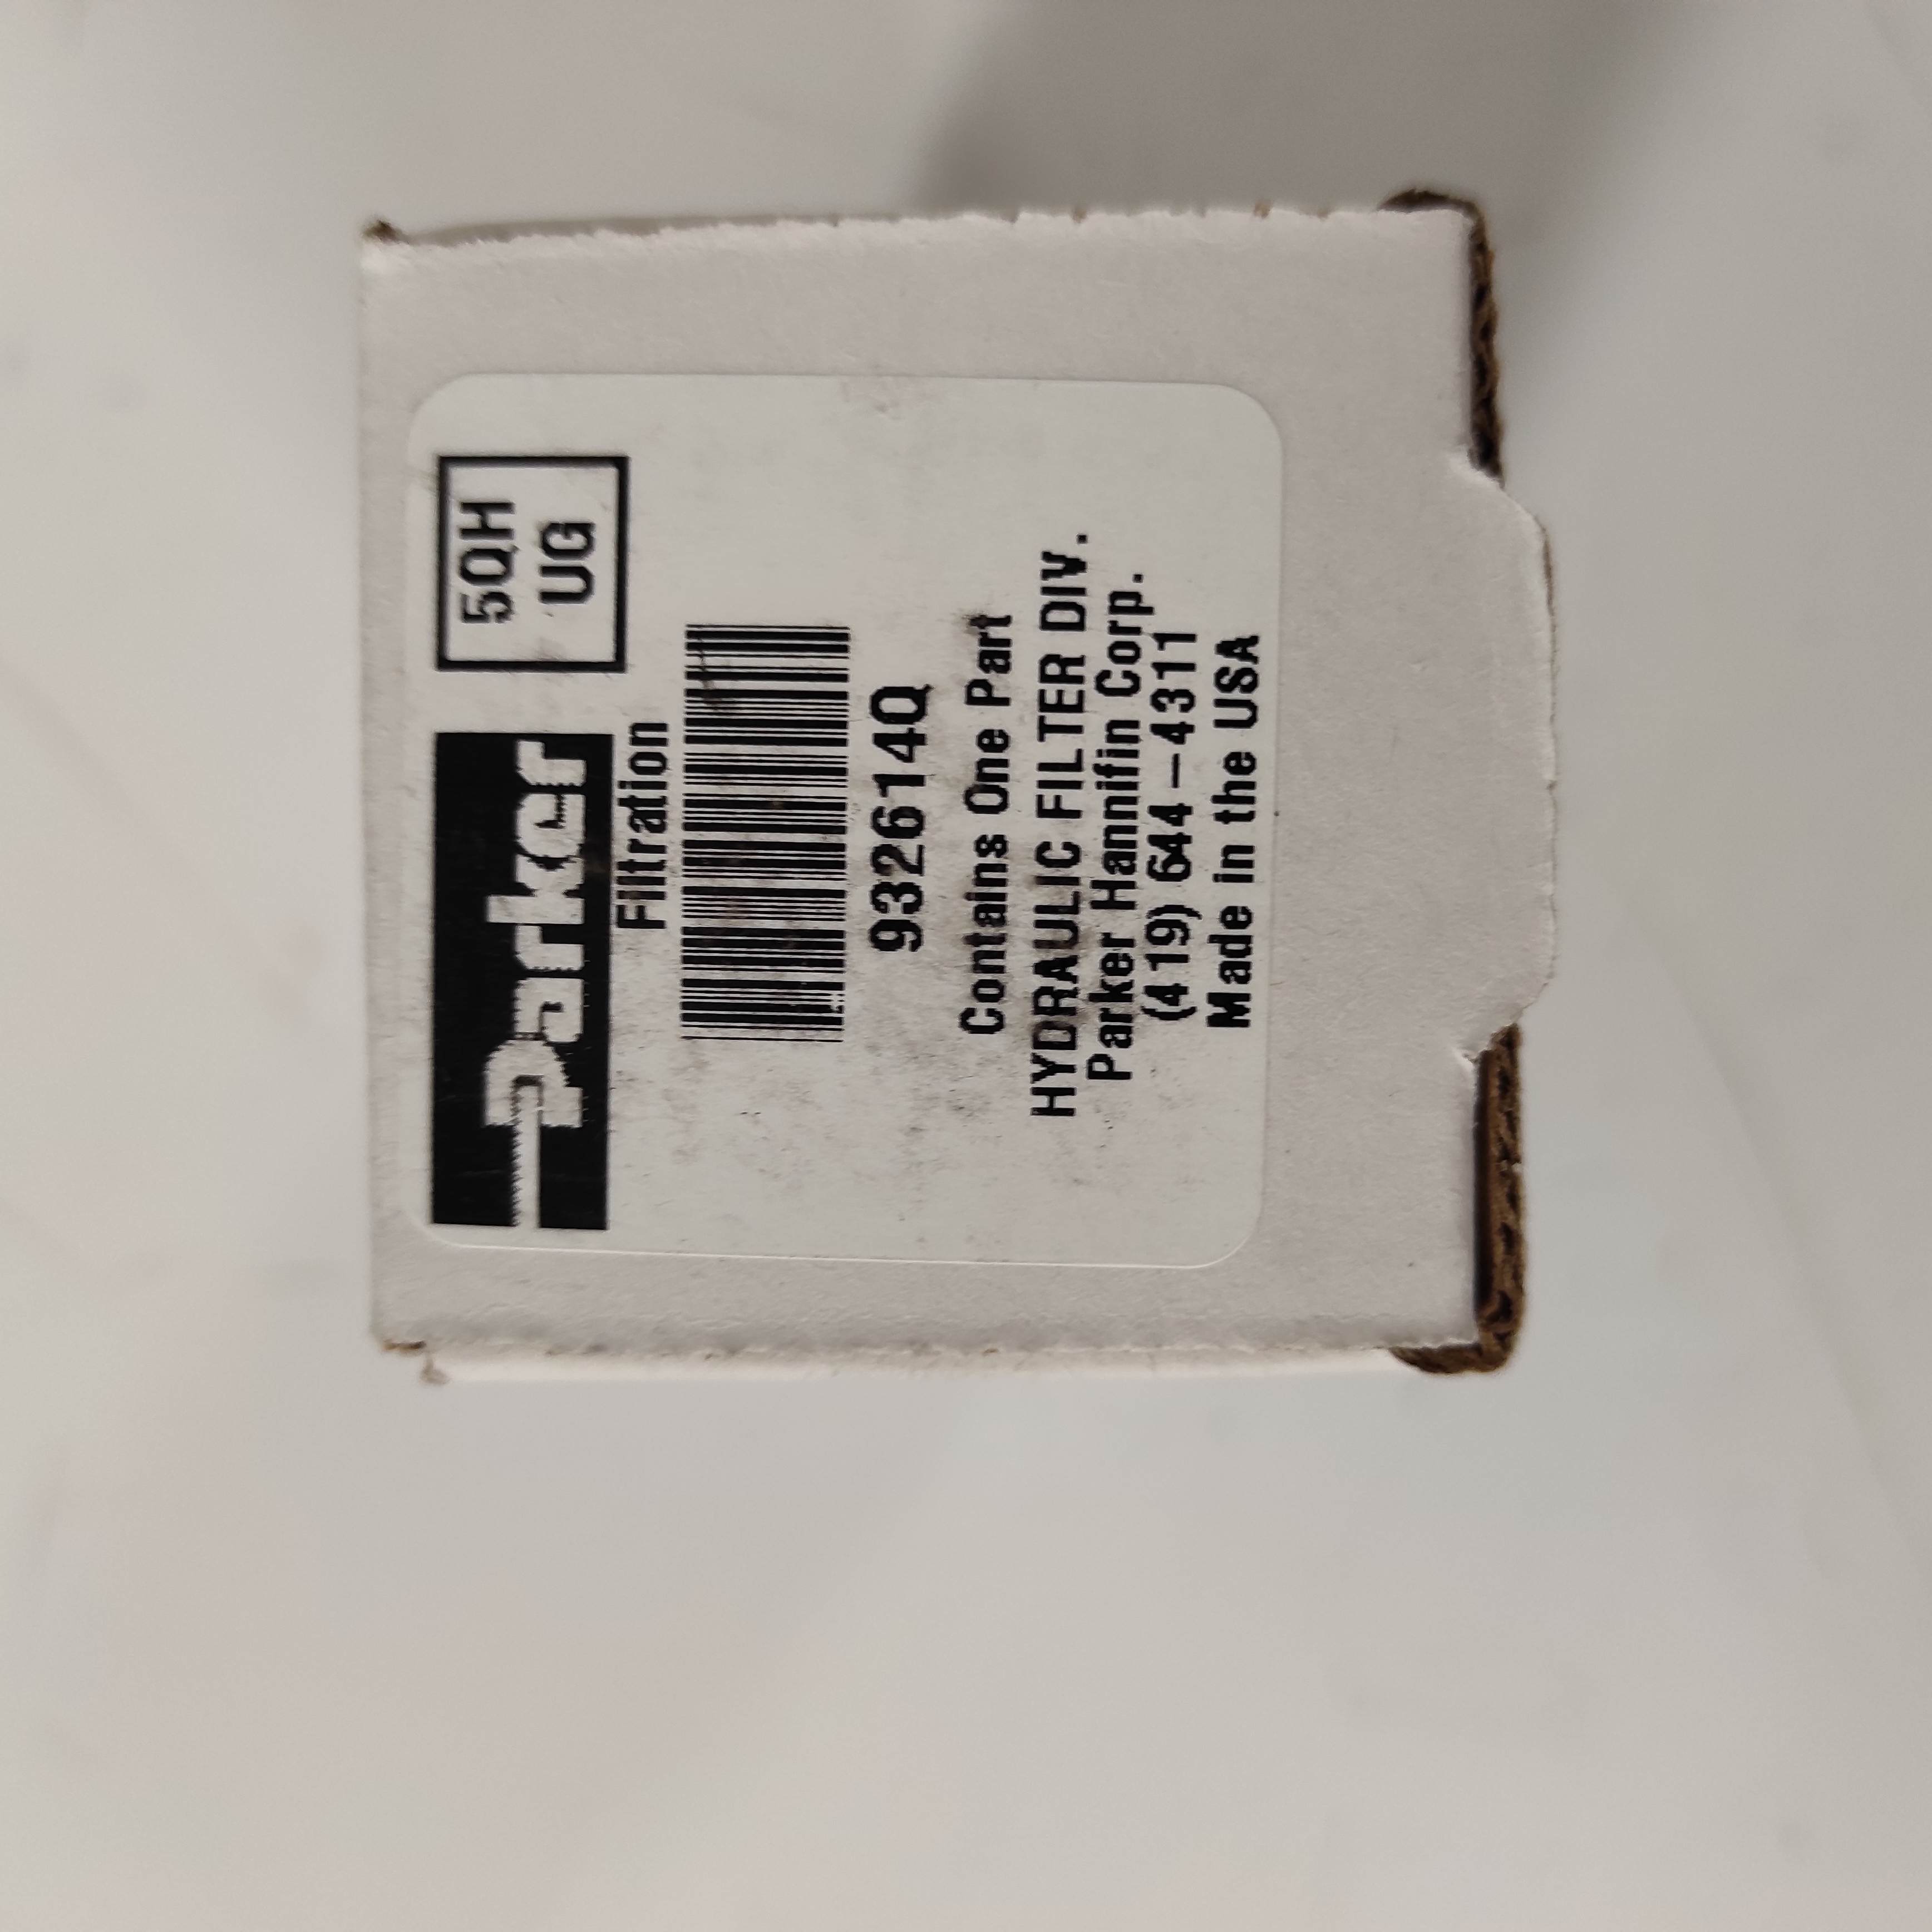 Parker
5QH
UG
Filtration
932614Q
Contains One Part
HYDRAULIC FILTER DIV.
Parker Hannifin Corp.
(419) 644-4311
Made in the USA